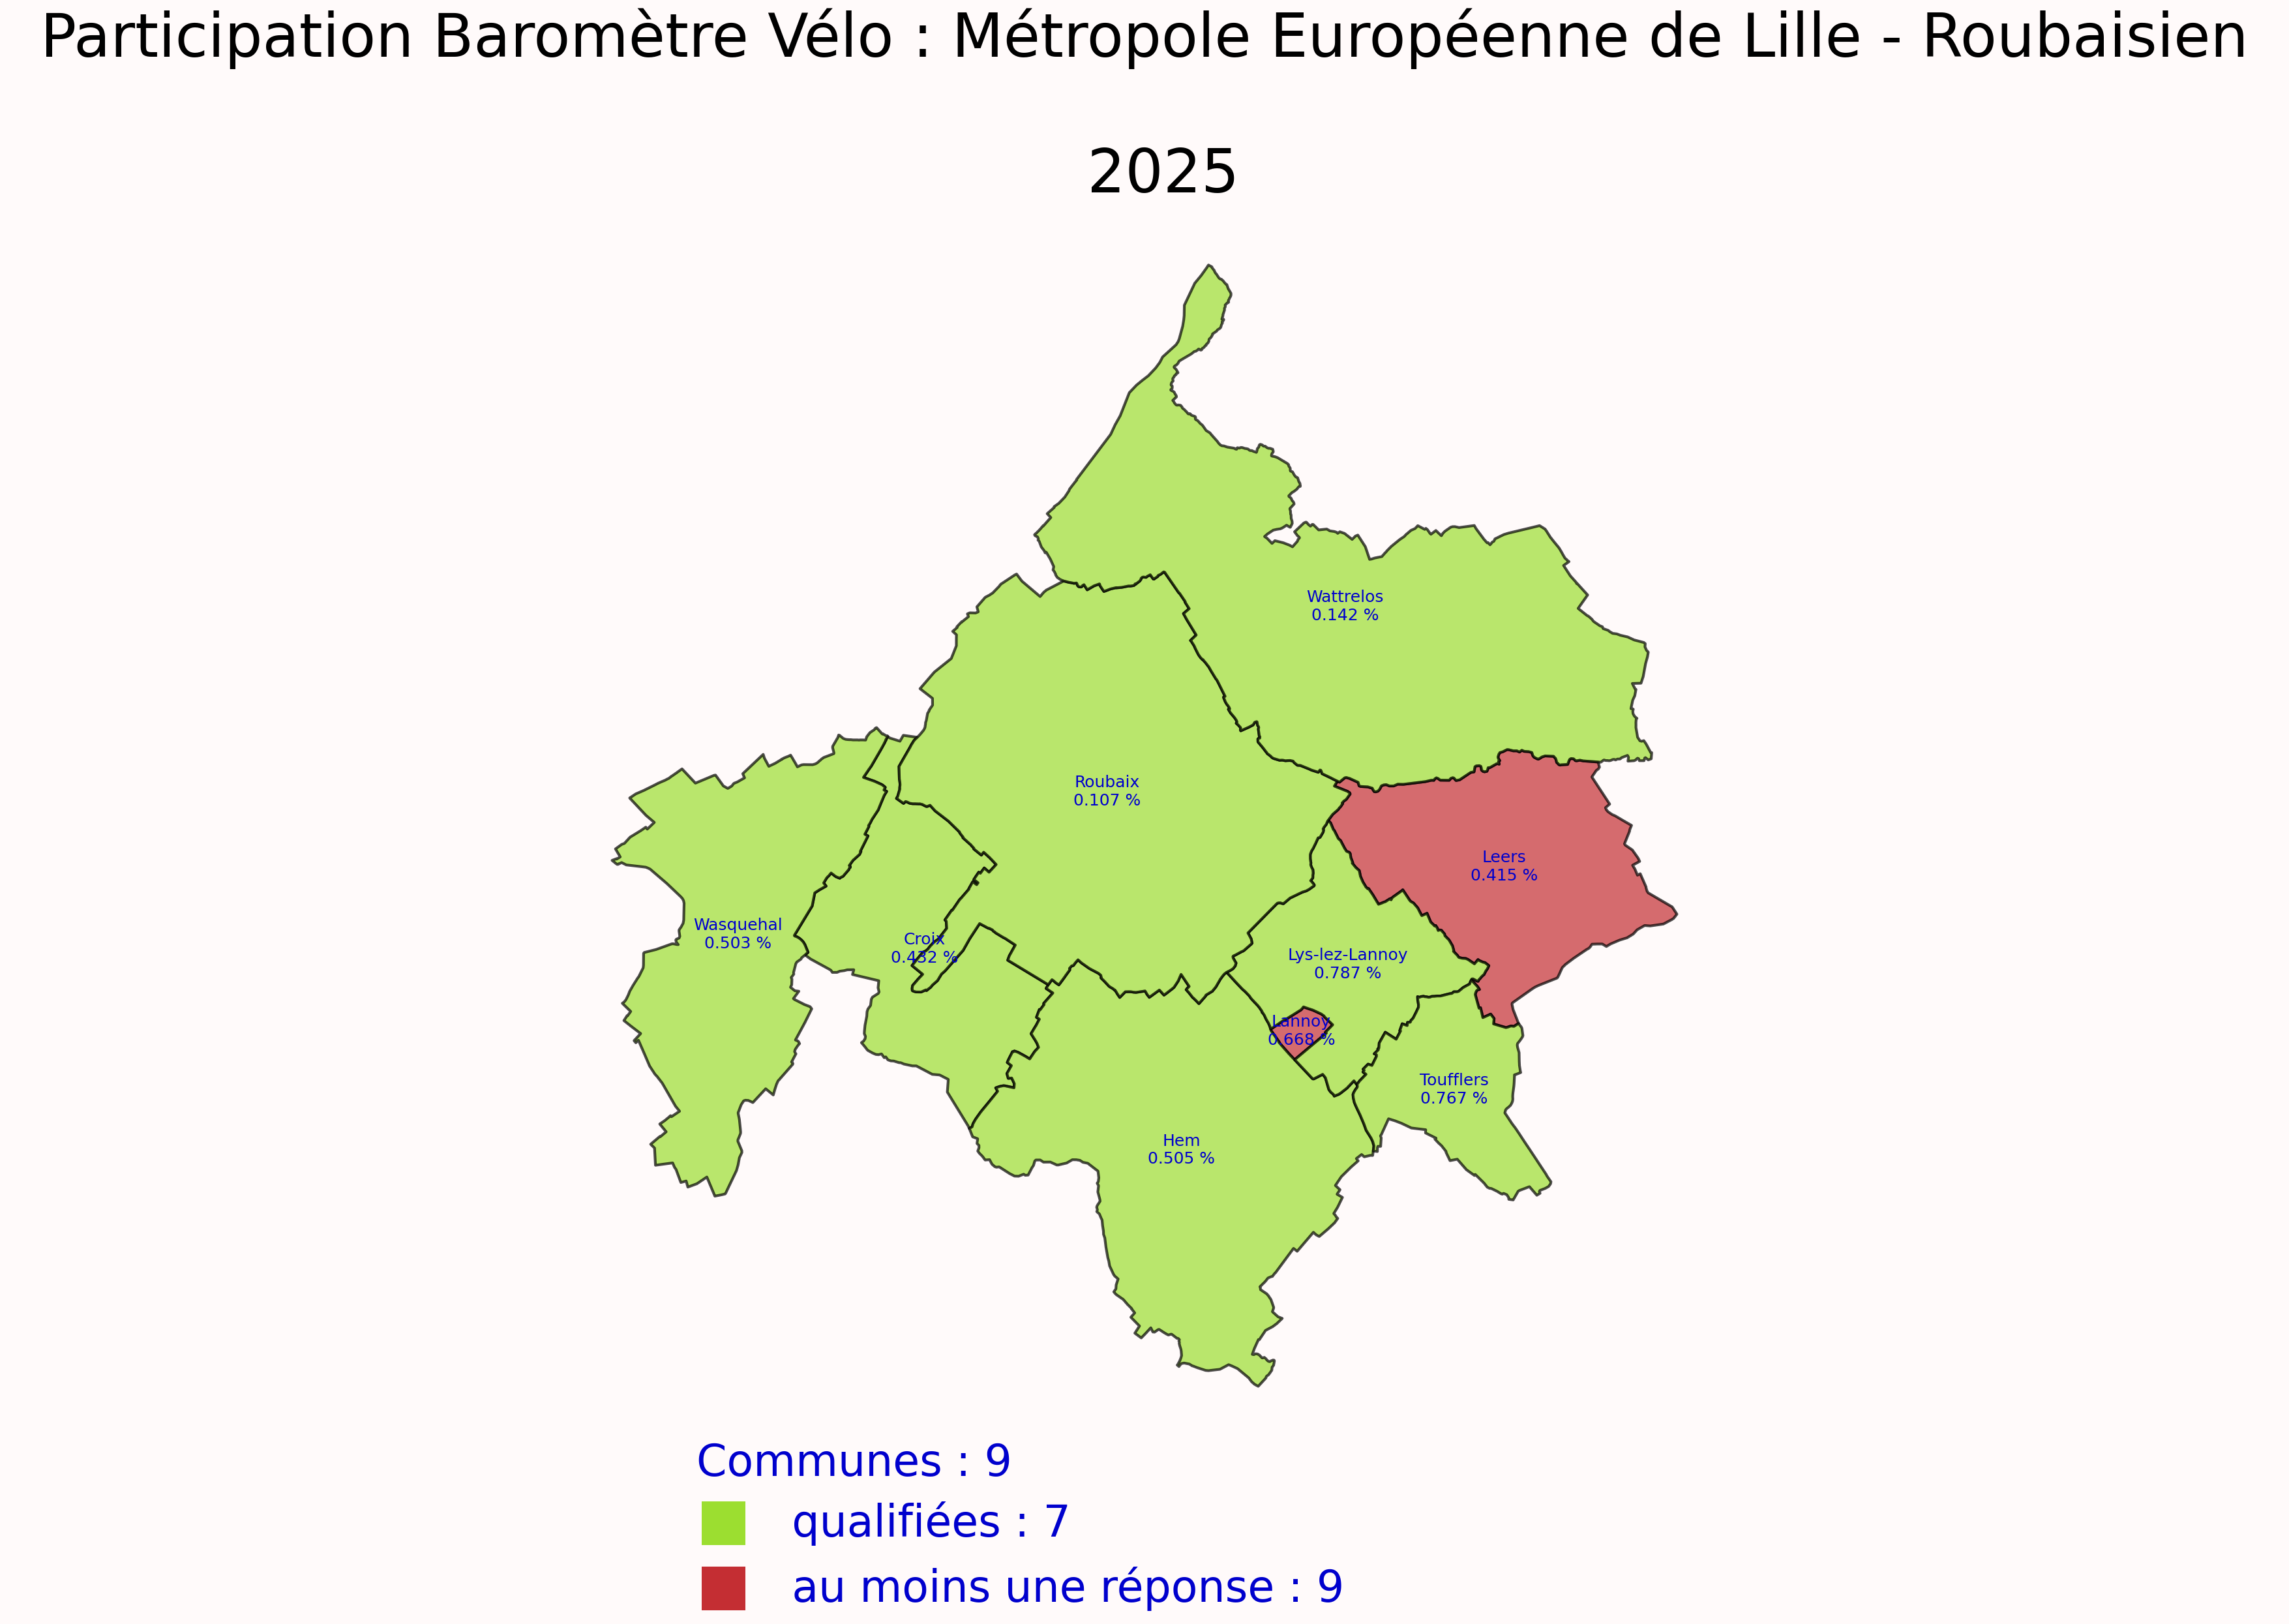 Participation Baromètre Vélo : Métropole Européenne de Lille - Roubaisien
2025
Wattrelos
0.142 %
Roubaix
0.107 %
Leers
0.415 %
Wasquehal
0.503 %
Croix
0.432 %
Lys-lez-Lannoy
0.787 %
Lannoy
0.668 %
Toufflers
0.767 %
Hem
0.505 %
Communes : 9
qualifiées : 7
au moins une réponse : 9